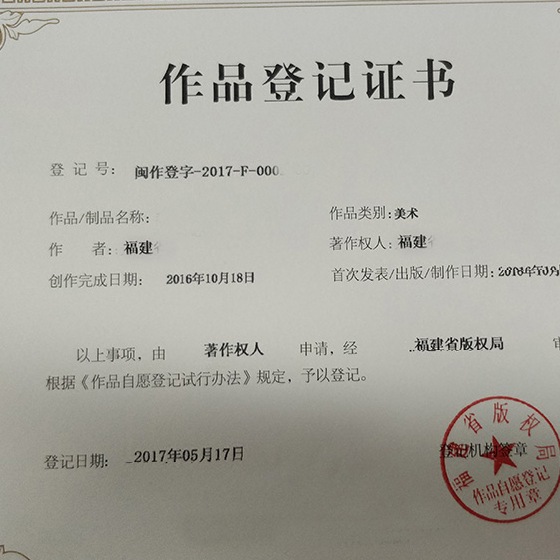 作品登记证书
登 记 号： 闽作登字-2017-F-000
作品/制品名称：
作品类别：美术
作 者：福建
著作权人：福建
创作完成日期： 2016年10月18日
首次发表/出版/制作日期：
以上事项，由 著作权人 申请，经 福建省版权局
根据《作品自愿登记试行办法》规定，予以登记。
登记日期： 2017年05月17日
登记机构签章
福建省版权局
作品自愿登记
专用章